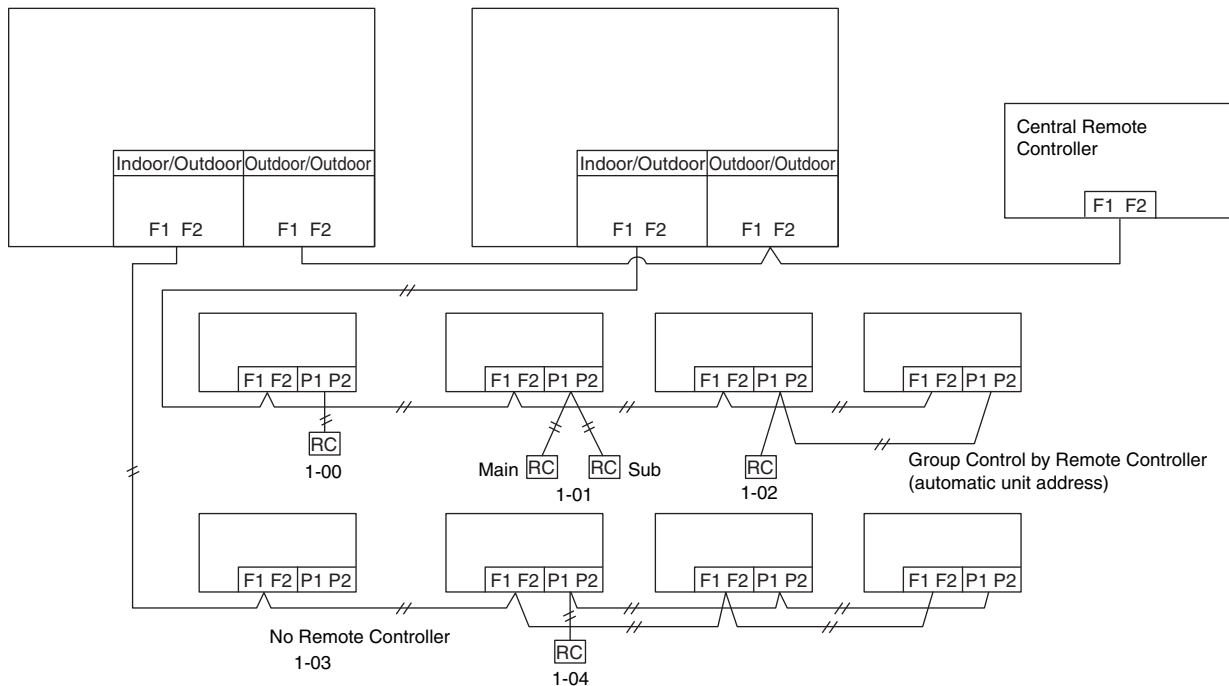 Indoor/Outdoor Outdoor/Outdoor
F1 F2 F1 F2
Indoor/Outdoor Outdoor/Outdoor
F1 F2 F1 F2
Central Remote
Controller
F1 F2
F1 F2 P1 P2
F1 F2 P1 P2
F1 F2 P1 P2
F1 F2 P1 P2
RC
1-00
Main RC RC Sub
1-01
RC
1-02
Group Control by Remote Controller
(automatic unit address)
F1 F2 P1 P2
F1 F2 P1 P2
F1 F2 P1 P2
F1 F2 P1 P2
No Remote Controller
1-03
RC
1-04